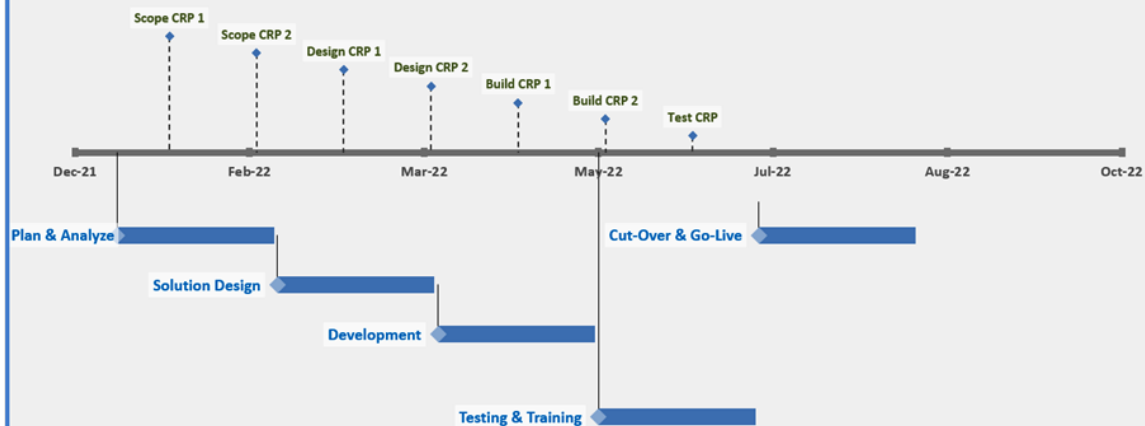 Scope CRP 1
Scope CRP 2
Design CRP 1
Design CRP 2
Build CRP 1
Build CRP 2
Test CRP
Dec-21
Feb-22
Mar-22
May-22
Jul-22
Aug-22
Oct-22
Plan & Analyze
Cut-Over & Go-Live
Solution Design
Development
Testing & Training